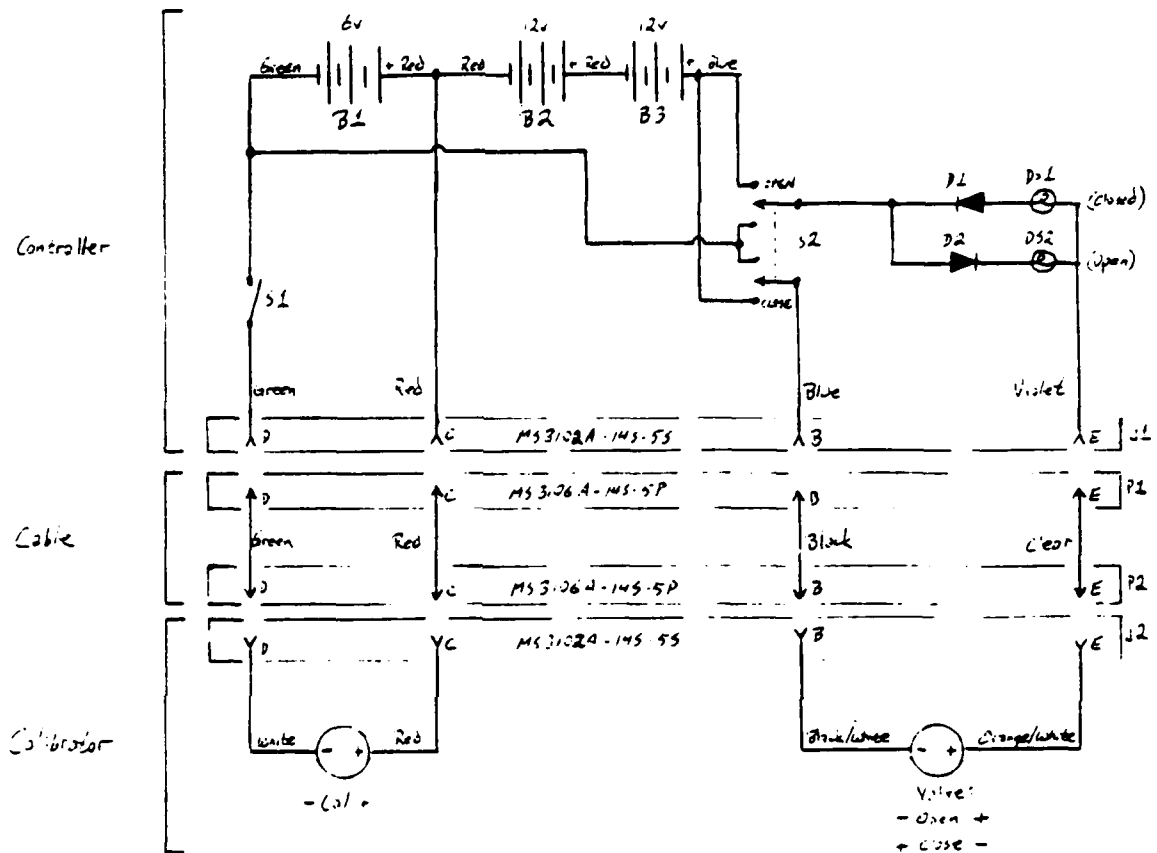 6v 12v 12v
Green + Red Red + Red + Blue
B1 B2 B3
OPEN D1 DS1 (Closed)
Controller S2 D2 DS2 (Open)
S1 CLOSE
Green Red Blue Violet
D C MS3102A-14S-5S B E J1
D C MS3106A-14S-5P B E P1
Cable Green Red Black Clear
D C MS3106A-14S-5P B E P2
D C MS3102A-14S-5S B E J2
Calibrator White - + Red Black/White - + Orange/White
- Cal + Valves
- Open +
+ Close -